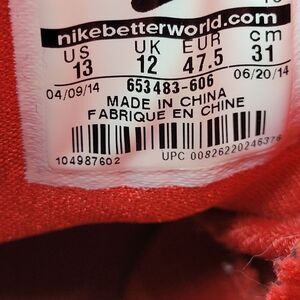 nikebetterworld.com
US UK EUR cm
13 12 47.5 31
04/09/14 06/20/14
653483-606
MADE IN CHINA
FABRIQUE EN CHINE
104987602
UPC 00826220246376